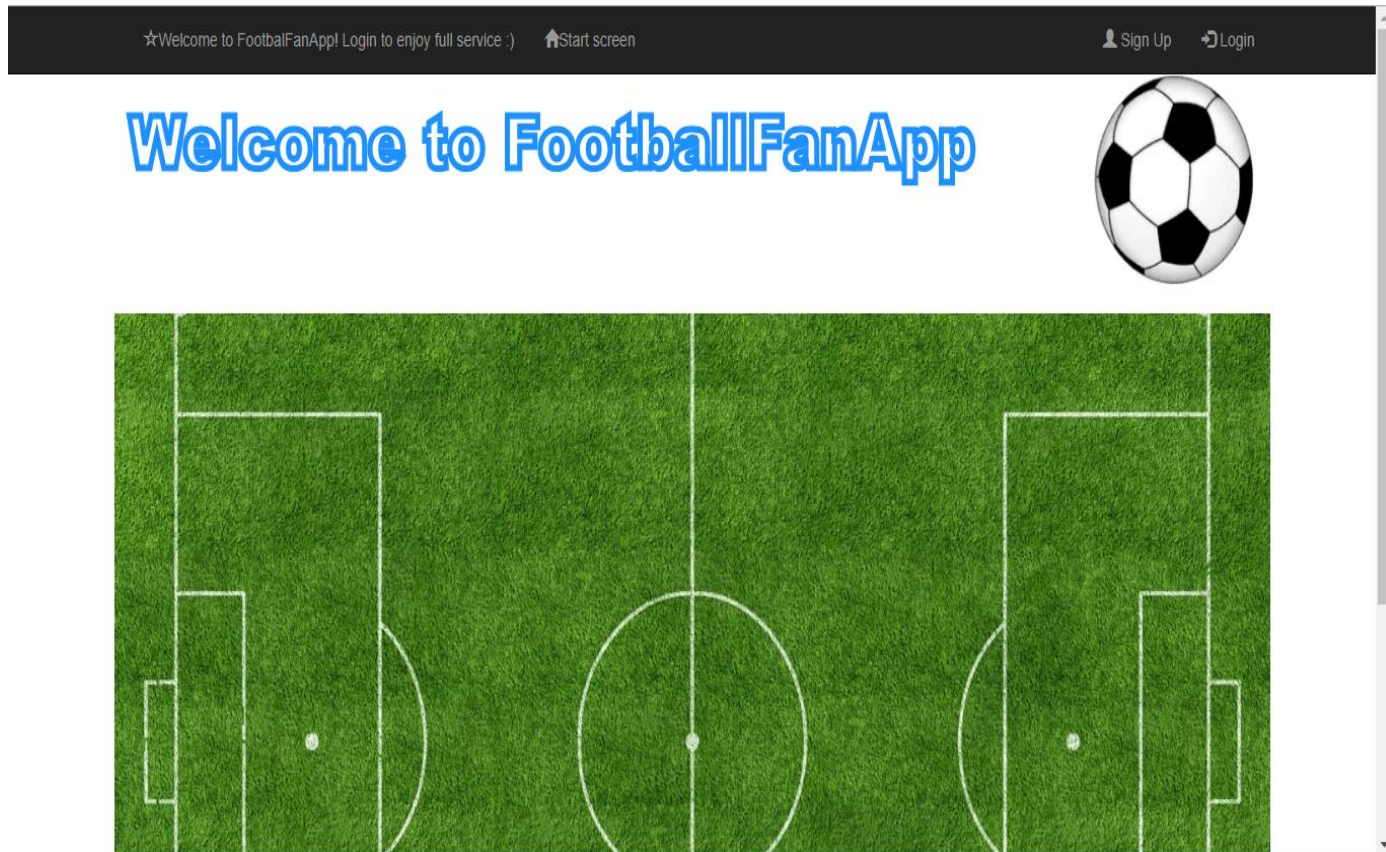 ☆Welcome to FootbalFanApp! Login to enjoy full service :) Start screen Sign Up Login
Welcome to FootballFanApp